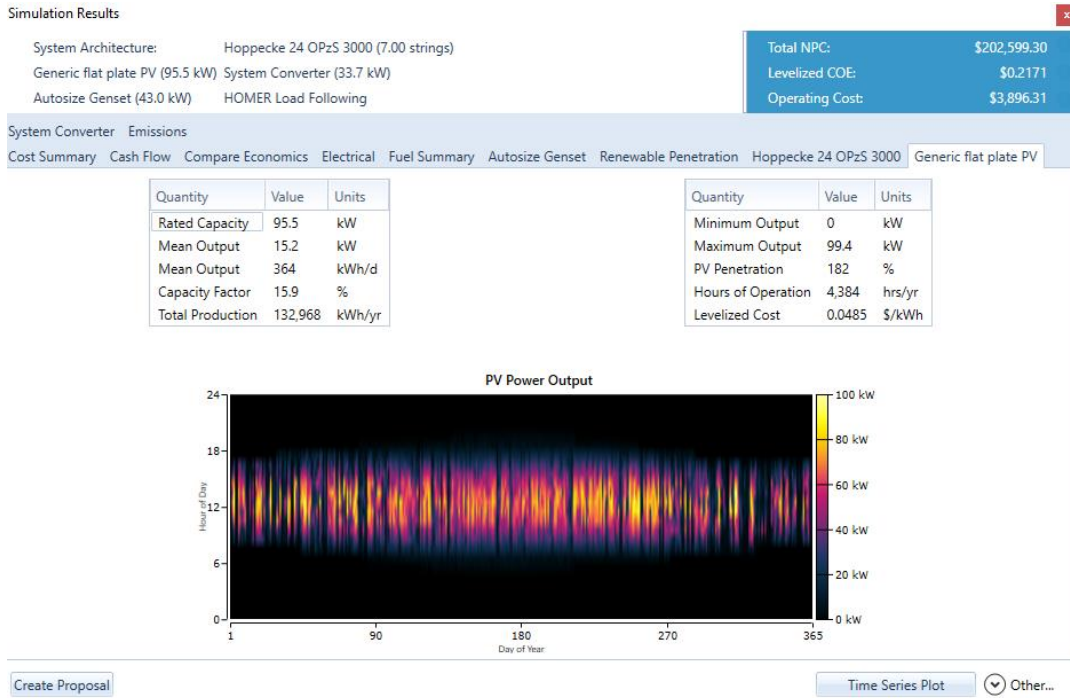 Simulation Results
x
System Architecture: Hoppecke 24 OPzS 3000 (7.00 strings)
Generic flat plate PV (95.5 kW) System Converter (33.7 kW)
Autosize Genset (43.0 kW) HOMER Load Following
Total NPC: $202,599.30
Levelized COE: $0.2171
Operating Cost: $3,896.31
System Converter Emissions
Cost Summary Cash Flow Compare Economics Electrical Fuel Summary Autosize Genset Renewable Penetration Hoppecke 24 OPzS 3000 Generic flat plate PV
Quantity Value Units
Rated Capacity 95.5 kW
Mean Output 15.2 kW
Mean Output 364 kWh/d
Capacity Factor 15.9 %
Total Production 132,968 kWh/yr
Quantity Value Units
Minimum Output 0 kW
Maximum Output 99.4 kW
PV Penetration 182 %
Hours of Operation 4,384 hrs/yr
Levelized Cost 0.0485 $/kWh
PV Power Output
24
18
12
6
0
Hour of Day
1 90 180 270 365
Day of Year
100 kW
80 kW
60 kW
40 kW
20 kW
0 kW
Create Proposal
Time Series Plot
Other...